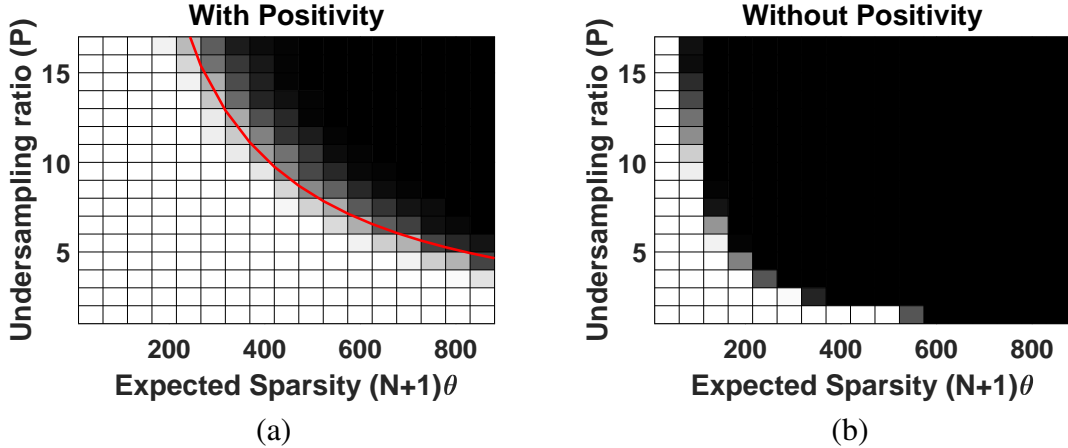 With Positivity
Undersampling ratio (P)
15
10
5
200 400 600 800
Expected Sparsity (N+1)θ
(a)
Without Positivity
Undersampling ratio (P)
15
10
5
200 400 600 800
Expected Sparsity (N+1)θ
(b)